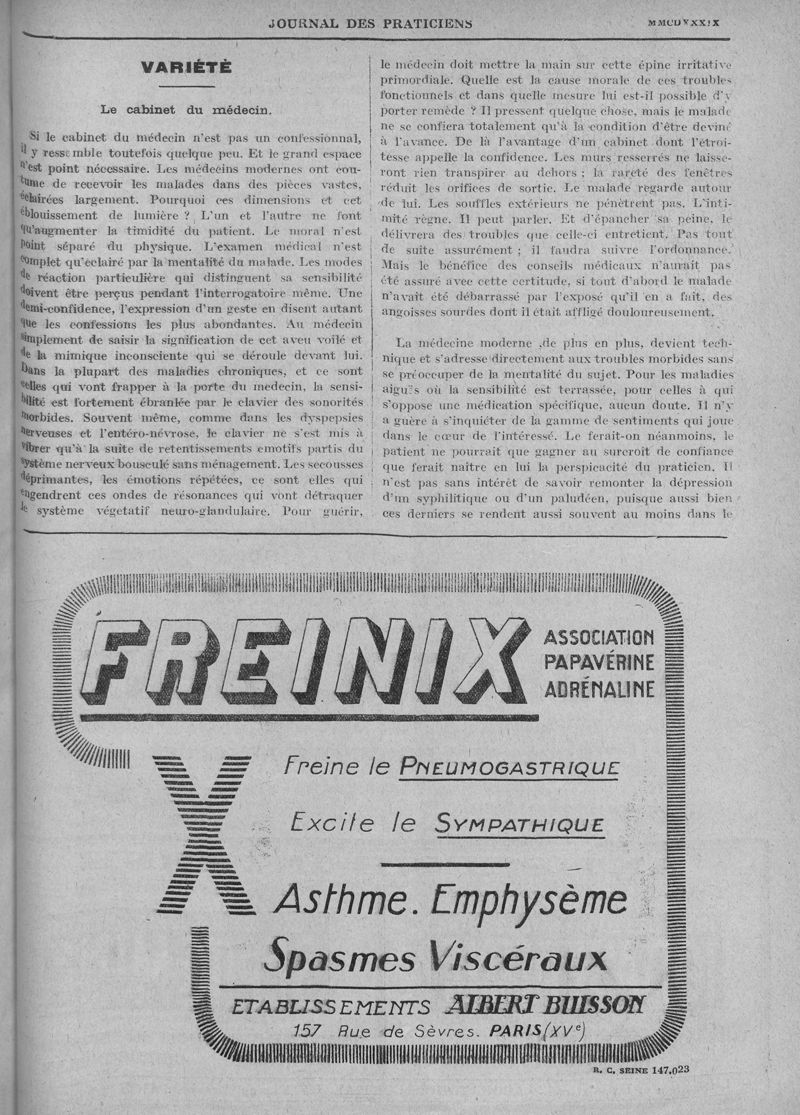 JOURNAL DES PRATICIENS
VARIÉTÉ
Le cabinet du médecin.
Si le cabinet du médecin n'est pas un confessionnal,
il y ressemble toutefois quelque peu. Et le grand espace
n'est point nécessaire. Les médecins modernes ont cou-
tume de recevoir les malades dans des pièces vastes,
éclairées largement. Pourquoi ces dimensions et cet
éblouissement de lumière ? L'un et l'autre ne font
qu'augmenter la timidité du patient. Le moral n'est
point séparé du physique. L'examen médical n'est
complet qu'eclairé par la mentalité du malade. Les modes
de réaction particulière qui distinguent sa sensibilité
doivent être perçus pendant l'interrogatoire même. Une
demi-confidence, l'expression d'un geste en disent autant
que les confessions les plus abondantes. Au médecin
simplement de saisir la signification de cet aveu voilé et
de la mimique inconsciente qui se déroule devant lui.
Dans la plupart des maladies chroniques, et ce sont
celles qui vont frapper à la porte du medecin, la sensi-
bilité est fortement ébranlée par le clavier des sonorités
morbides. Souvent même, comme dans les dyspepsies
nerveuses et l'entéro-névrose, le clavier ne s'est mis à
vibrer qu'à la suite de retentissements emotifs partis du
système nerveux bousculé sans ménagement. Les secousses
déprimantes, les émotions répétées, ce sont elles qui
engendrent ces ondes de résonances qui vont détraquer
le système végetatif neuro-glandulaire. Pour guérir,
le médecin doit mettre la main sur cette épine irritative
primordiale. Quelle est la cause morale de ces troubles
fonctionnels et dans quelle mesure lui est-il possible d'y
porter remède ? Il pressent quelque chose, mais le malade
ne se confiera totalement qu'à la condition d'être deviné
à l'avance. De là l'avantage d'un cabinet dont l'étroi-
tesse appelle la confidence. Les murs resserrés ne laisse-
ront rien transpirer au dehors ; la rareté des fenêtres
réduit les orifices de sortie. Le malade regarde autour
de lui. Les souffles extérieurs ne pénètrent pas. L'inti-
mité règne. Il peut parler. Et d'épancher sa peine, le
délivrera des troubles que celle-ci entretient. Pas tout
de suite assurément ; il faudra suivre l'ordonnance.
Mais le bénéfice des conseils médicaux n'aurait pas
été assuré avec cette certitude, si tout d'abord le malade
n'avait été débarrassé par l'exposé qu'il en a fait, des
angoisses sourdes dont il était affligé douloureusement.
La médecine moderne ,de plus en plus, devient tech-
nique et s'adresse directement aux troubles morbides sans
se préoccuper de la mentalité du sujet. Pour les maladies
aiguës où la sensibilité est terrassée, pour celles à qui
s'oppose une médication spécifique, aucun doute. Il n'y
a guère à s'inquiéter de la gamme de sentiments qui joue
dans le cœur de l'intéressé. Le ferait-on néanmoins, le
patient ne pourrait que gagner au surcroît de confiance
que ferait naître en lui la perspicacité du praticien. Il
n'est pas sans intérêt de savoir remonter la dépression
d'un syphilitique ou d'un paludéen, puisque aussi bien
ces derniers se rendent aussi souvent au moins dans le
FREINIX
ASSOCIATION
PAPAVÉRINE
ADRÉNALINE
Freine le PNEUMOGASTRIQUE
Excite le SYMPATHIQUE
X
Asthme. Emphysème
Spasmes Viscéraux
ETABLISSEMENTS ALBERT BUISSON
157 Rue de Sèvres. PARIS (XVe)
R. C. SEINE 147.023